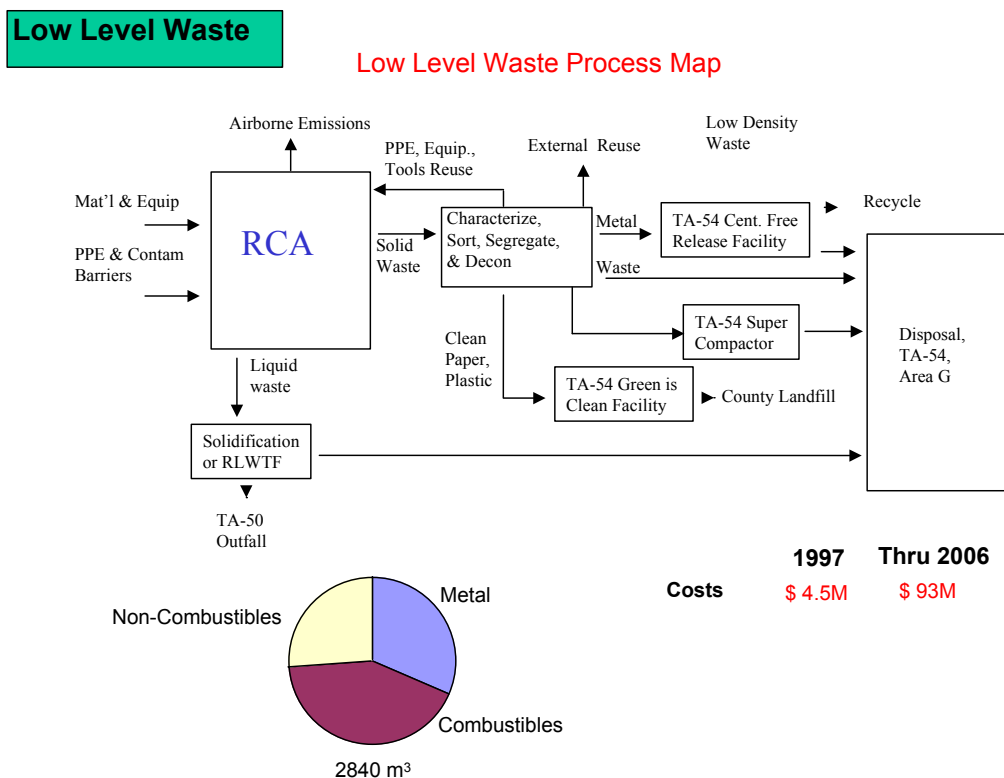 Low Level Waste
Low Level Waste Process Map
Airborne Emissions
PPE, Equip.,
Tools Reuse
External Reuse
Low Density
Waste
Mat'l & Equip
PPE & Contam
Barriers
RCA
Solid
Waste
Characterize,
Sort, Segregate,
& Decon
Metal
Waste
TA-54 Cent. Free
Release Facility
Recycle
TA-54 Super
Compactor
Disposal,
TA-54,
Area G
Clean
Paper,
Plastic
TA-54 Green is
Clean Facility
County Landfill
Liquid
waste
Solidification
or RLWTF
TA-50
Outfall
1997 Thru 2006
Costs $ 4.5M $ 93M
Non-Combustibles
Metal
Combustibles
2840 m³